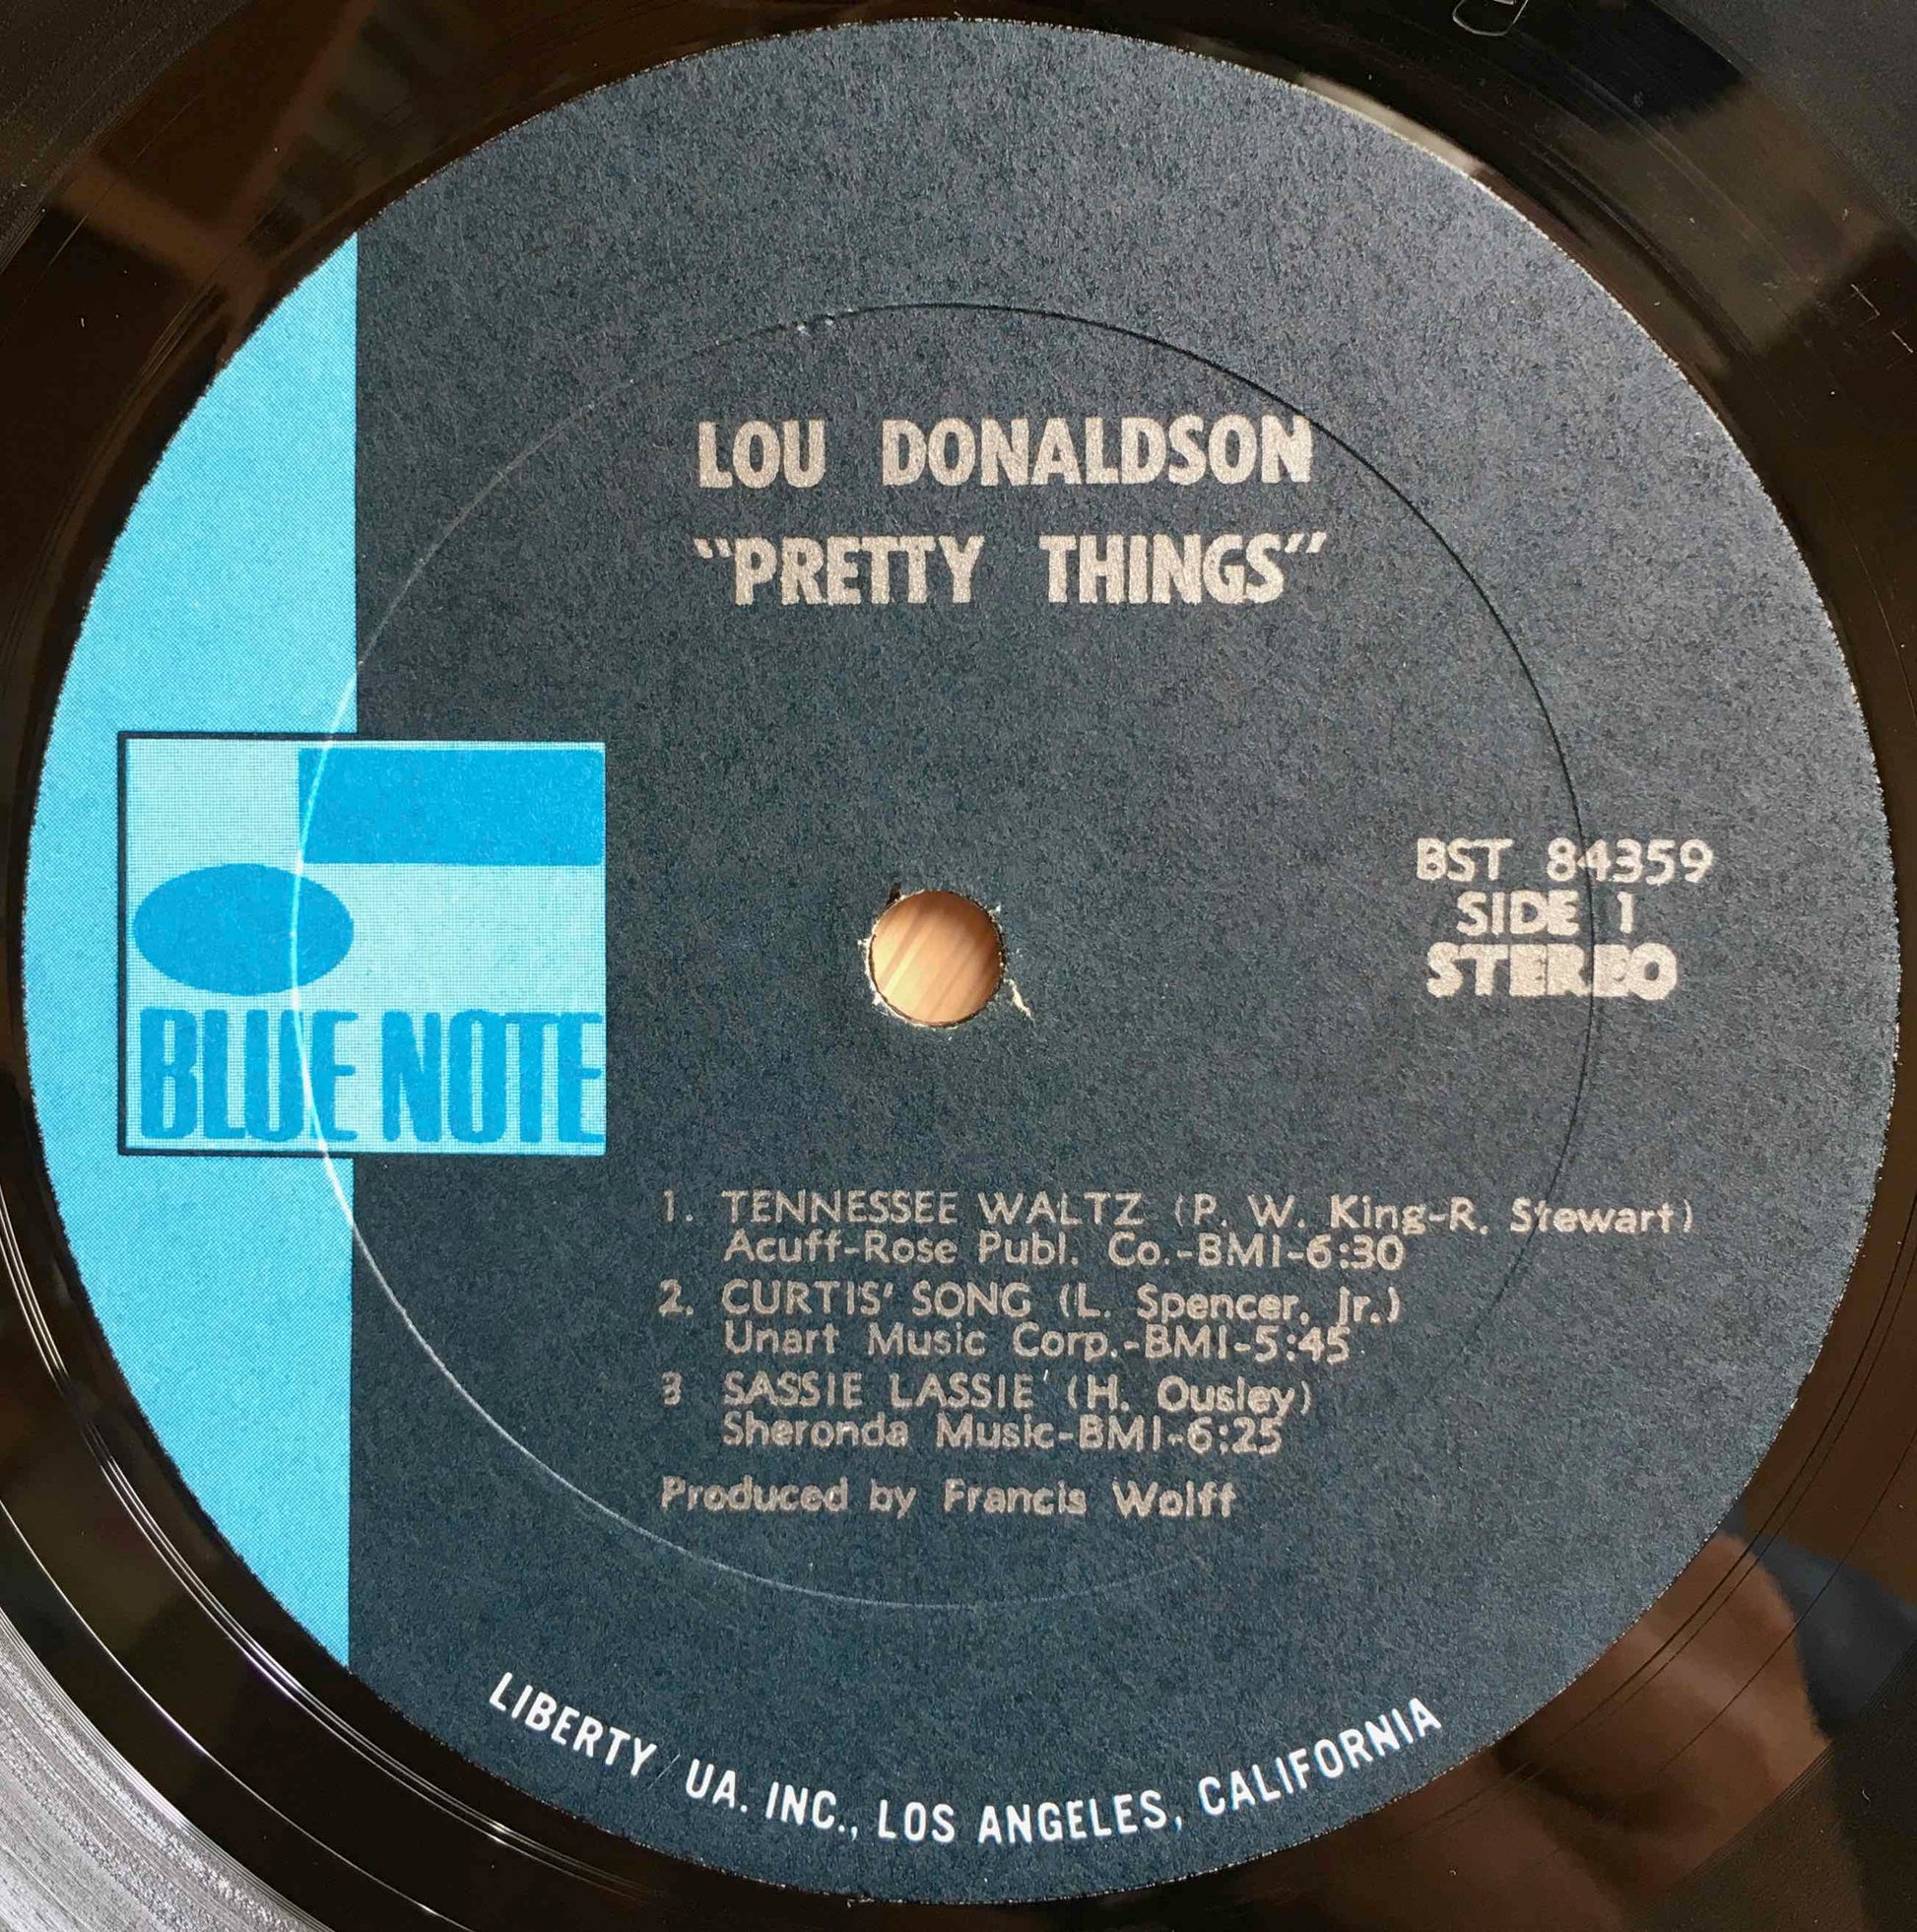 LOU DONALDSON
"PRETTY THINGS"
BLUE NOTE
BST 84359
SIDE 1
STEREO
1. TENNESSEE WALTZ (P. W. King-R. Stewart)
Acuff-Rose Publ. Co.-BMI-6:30
2. CURTIS' SONG (L. Spencer, Jr.)
Unart Music Corp.-BMI-5:45
3 SASSIE LASSIE' (H. Ousley)
Sheronda Music-BMI-6:25
Produced by Francis Wolff
LIBERTY / UA. INC., LOS ANGELES, CALIFORNIA